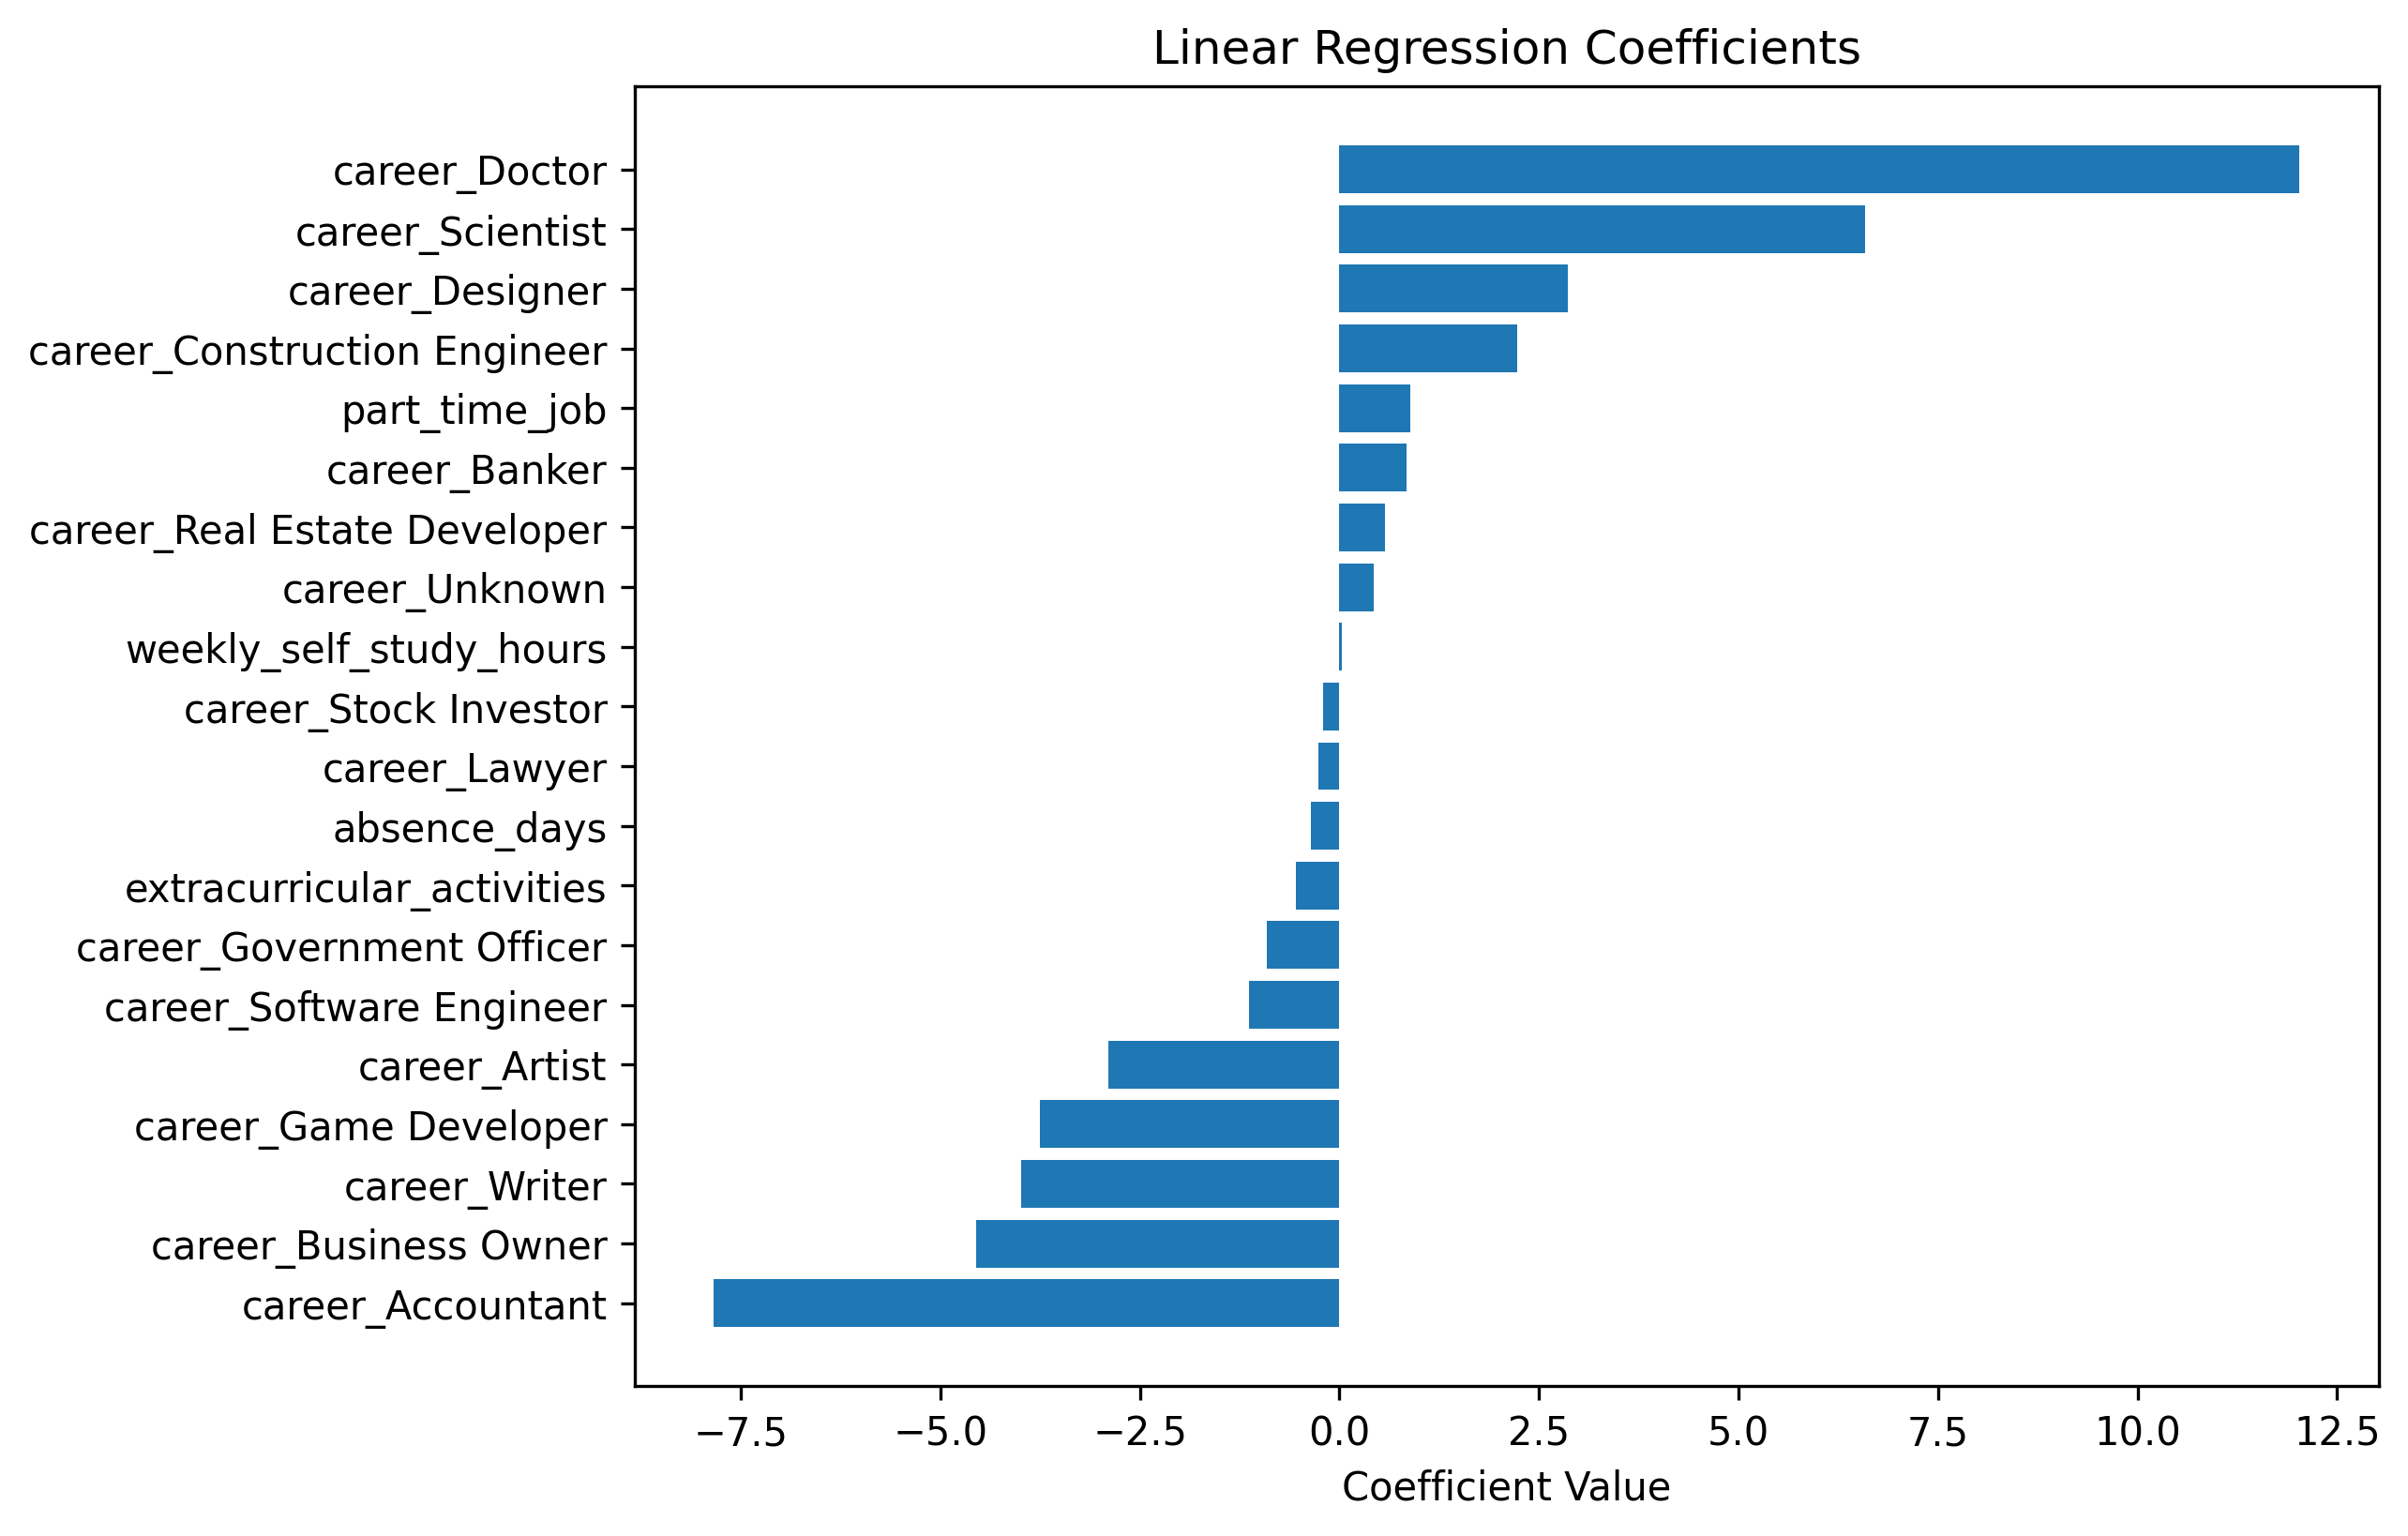 Linear Regression Coefficients
career_Doctor
career_Scientist
career_Designer
career_Construction Engineer
part_time_job
career_Banker
career_Real Estate Developer
career_Unknown
weekly_self_study_hours
career_Stock Investor
career_Lawyer
absence_days
extracurricular_activities
career_Government Officer
career_Software Engineer
career_Artist
career_Game Developer
career_Writer
career_Business Owner
career_Accountant
−7.5 −5.0 −2.5 0.0 2.5 5.0 7.5 10.0 12.5
Coefficient Value